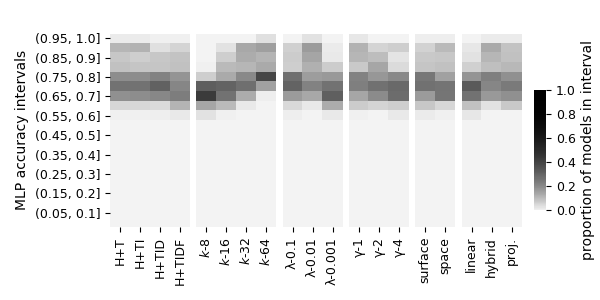 MLP accuracy intervals
(0.95, 1.0]
(0.85, 0.9]
(0.75, 0.8]
(0.65, 0.7]
(0.55, 0.6]
(0.45, 0.5]
(0.35, 0.4]
(0.25, 0.3]
(0.15, 0.2]
(0.05, 0.1]
H+T
H+TI
H+TID
H+TIDF
k-8
k-16
k-32
k-64
λ-0.1
λ-0.01
λ-0.001
γ-1
γ-2
γ-4
surface
space
linear
hybrid
proj.
1.0
0.8
0.6
0.4
0.2
0.0
proportion of models in interval